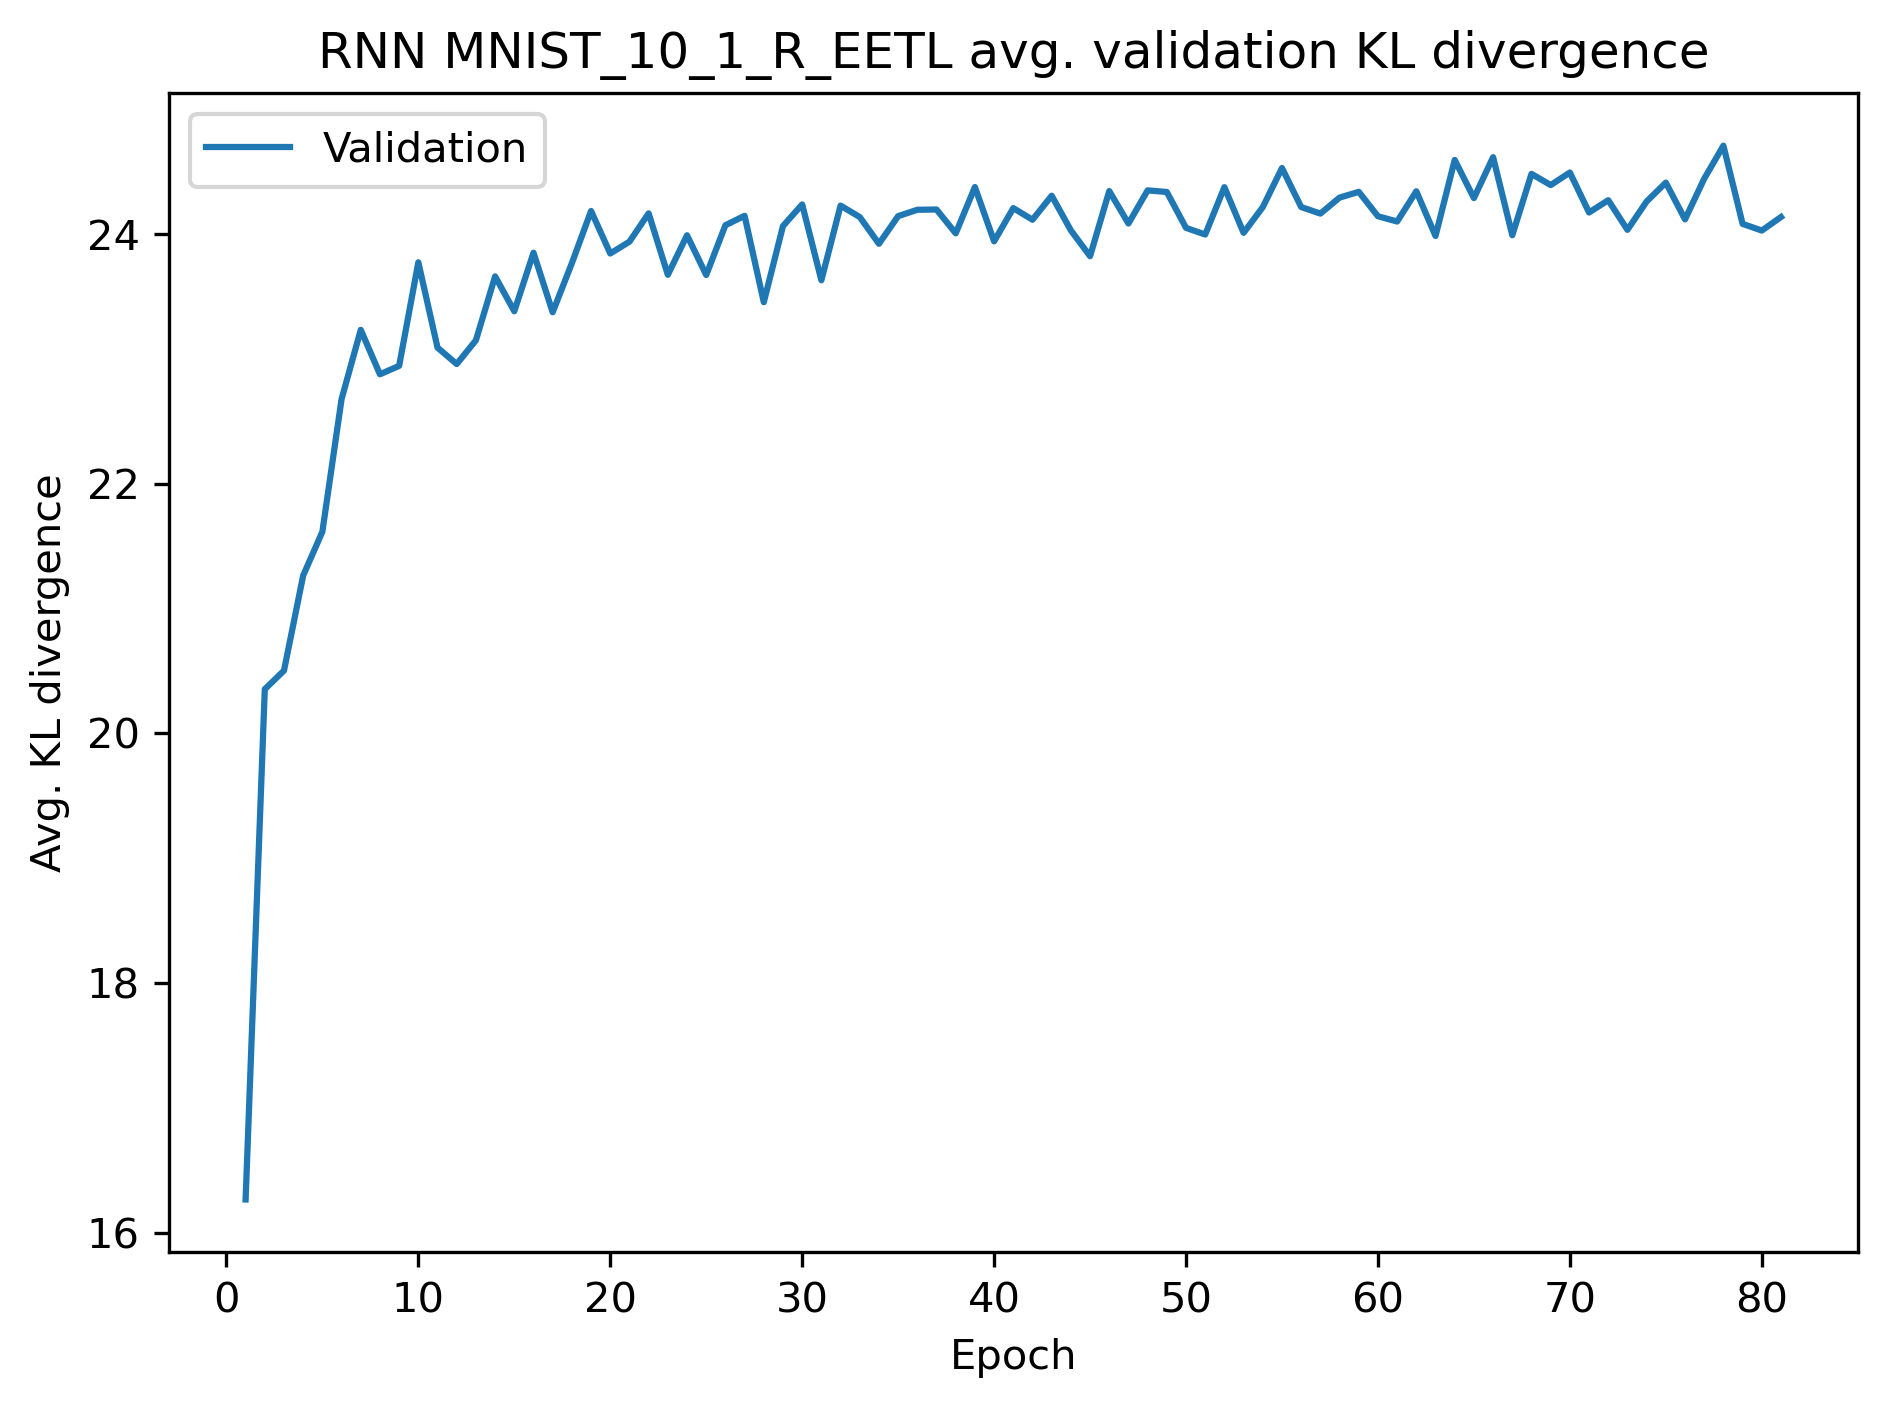 RNN MNIST_10_1_R_EETL avg. validation KL divergence
Validation
Avg. KL divergence
24
22
20
18
16
0 10 20 30 40 50 60 70 80
Epoch